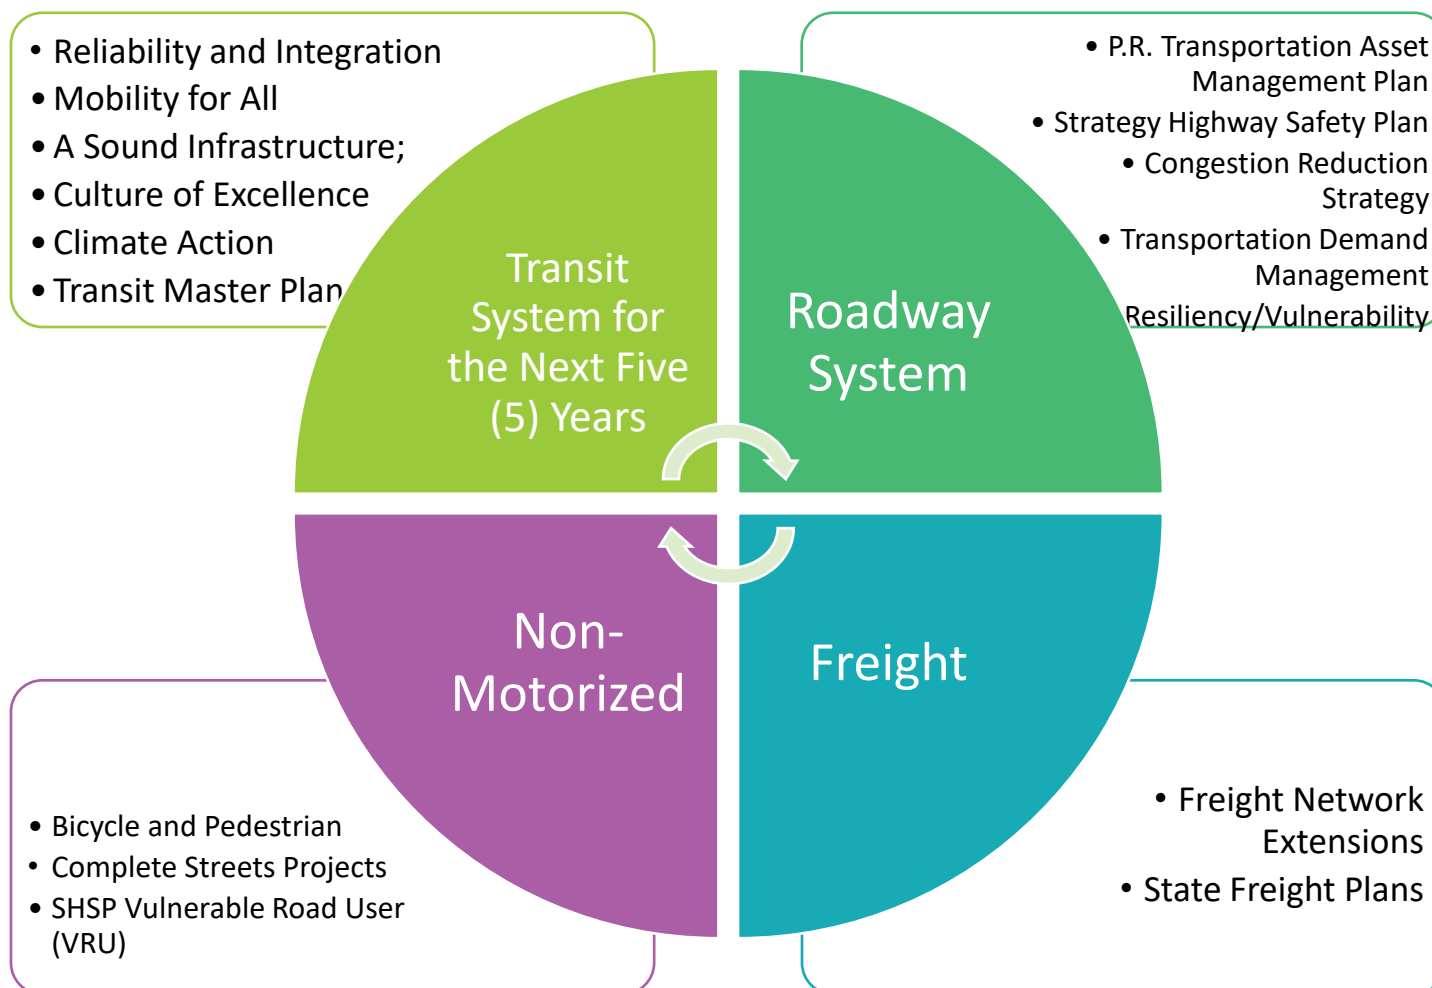 • Reliability and Integration
• Mobility for All
• A Sound Infrastructure;
• Culture of Excellence
• Climate Action
• Transit Master Plan
• P.R. Transportation Asset
Management Plan
• Strategy Highway Safety Plan
• Congestion Reduction
Strategy
• Transportation Demand
Management
Resiliency/Vulnerability
Transit
System for
the Next Five
(5) Years
Roadway
System
Non-
Motorized
Freight
• Bicycle and Pedestrian
• Complete Streets Projects
• SHSP Vulnerable Road User
(VRU)
• Freight Network
Extensions
• State Freight Plans